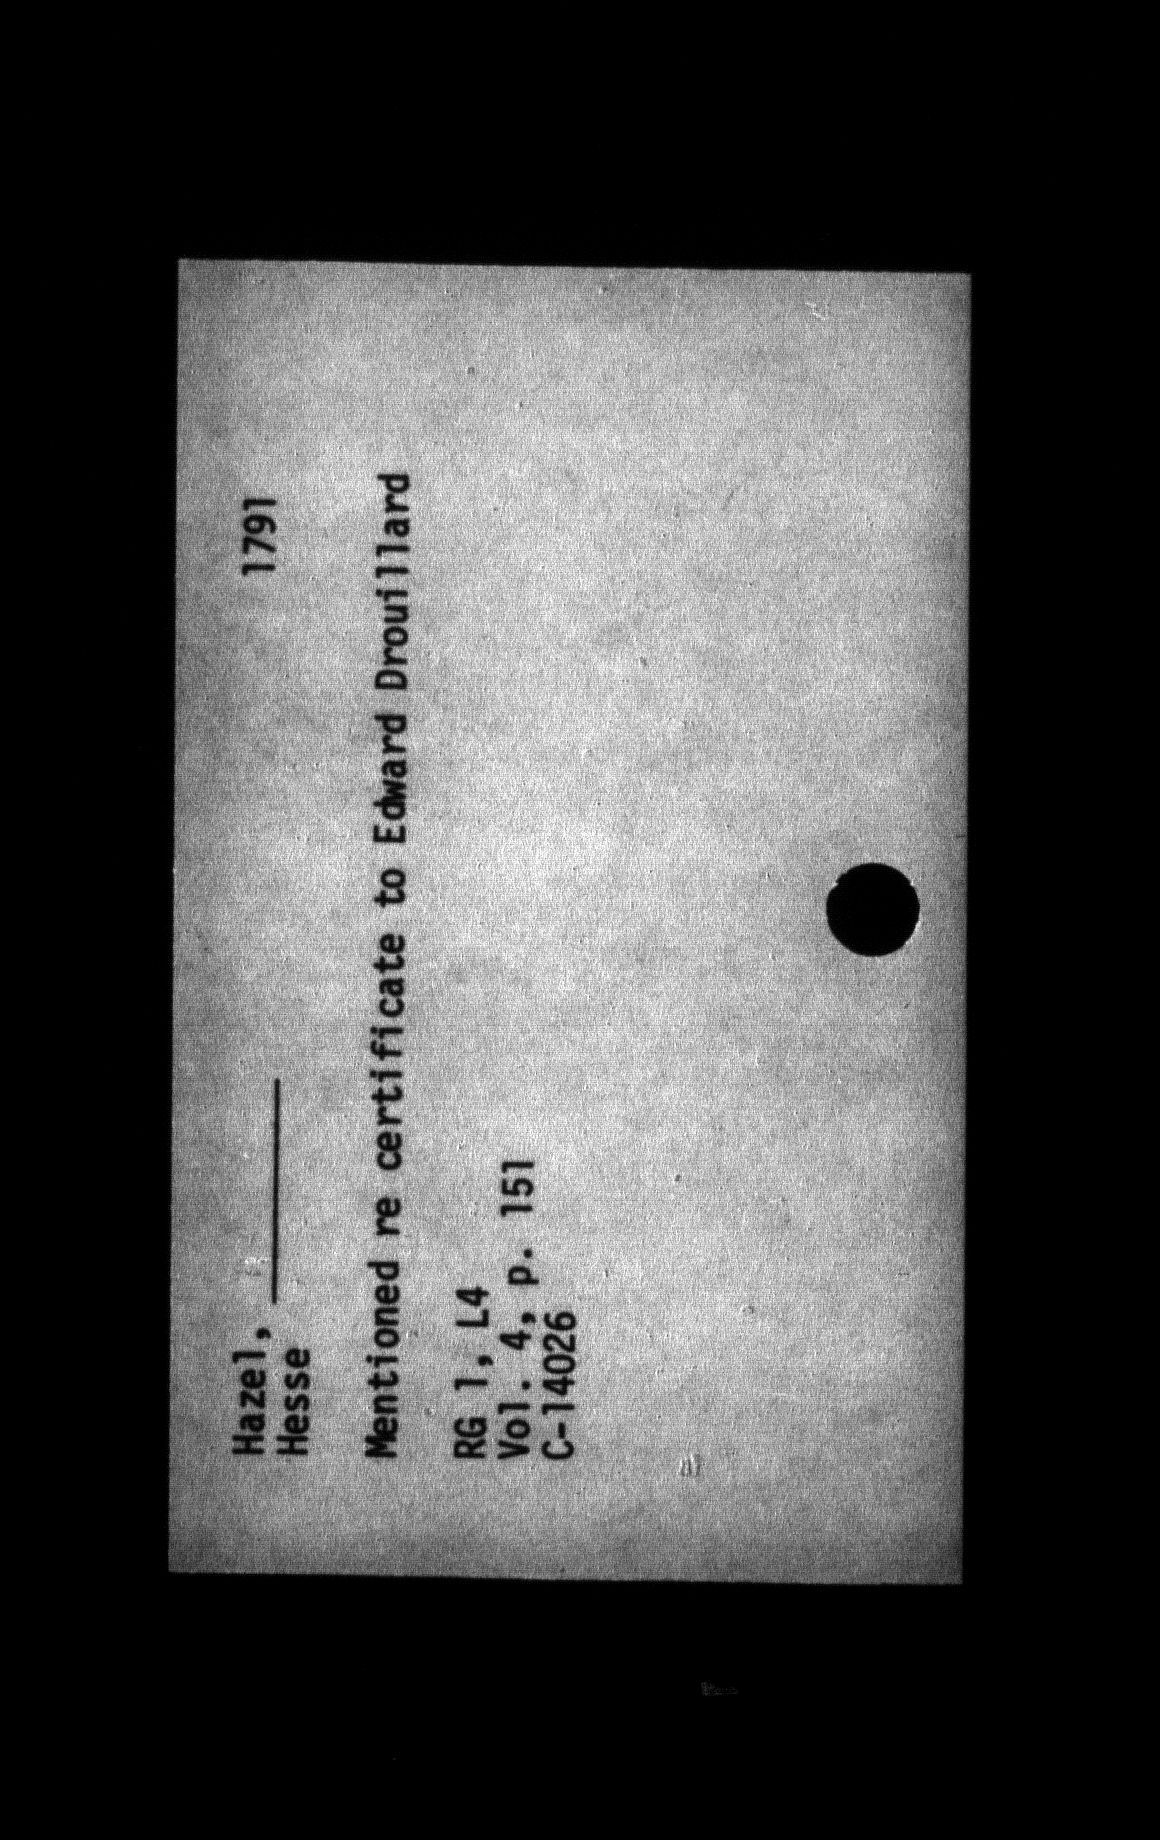 Hazel, ________ 1791
Hesse
Mentioned re certificate to Edward Drouillard
RG 1, L4
Vol. 4, p. 151
C-14026